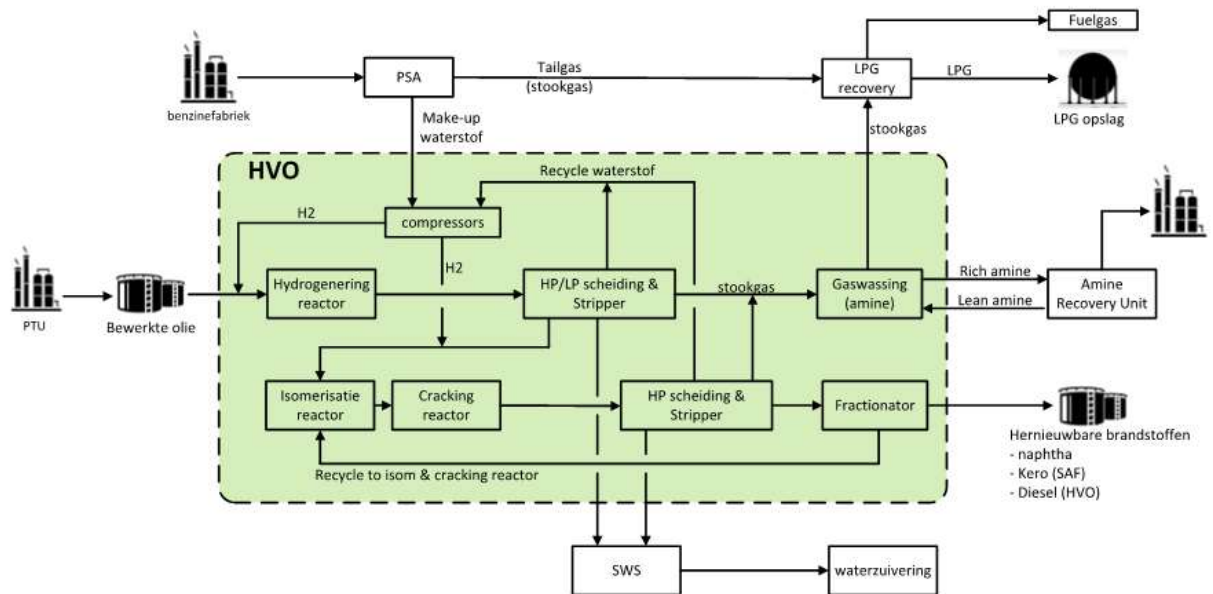 Fuelgas
PSA
Tailgas
(stookgas)
LPG
recovery
LPG
benzinefabriek
LPG opslag
Make-up
waterstof
stookgas
HVO
Recycle waterstof
H2
compressors
H2
Hydrogenering
reactor
HP/LP scheiding &
Stripper
stookgas
Gaswassing
(amine)
Rich amine
Lean amine
Amine
Recovery Unit
PTU
Bewerkte olie
Isomerisatie
reactor
Cracking
reactor
HP scheiding &
Stripper
Fractionator
Hernieuwbare brandstoffen
- naphtha
- Kero (SAF)
- Diesel (HVO)
Recycle to isom & cracking reactor
SWS
waterzuivering